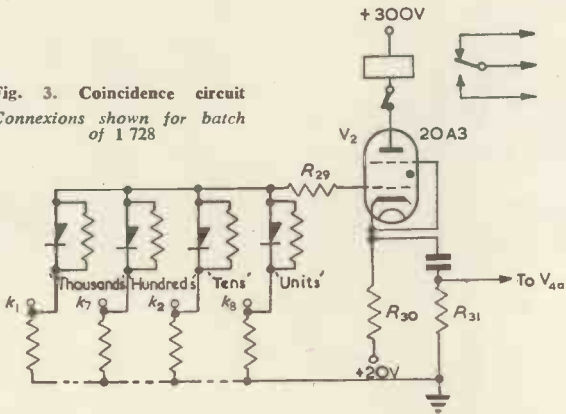 +300V
Fig. 3. Coincidence circuit
Connexions shown for batch
of 1 728
V2 20A3
R29
'Thousands' 'Hundreds' 'Tens' 'Units'
k1 k7 k2 k8
To V4a
R30 R31
+20V